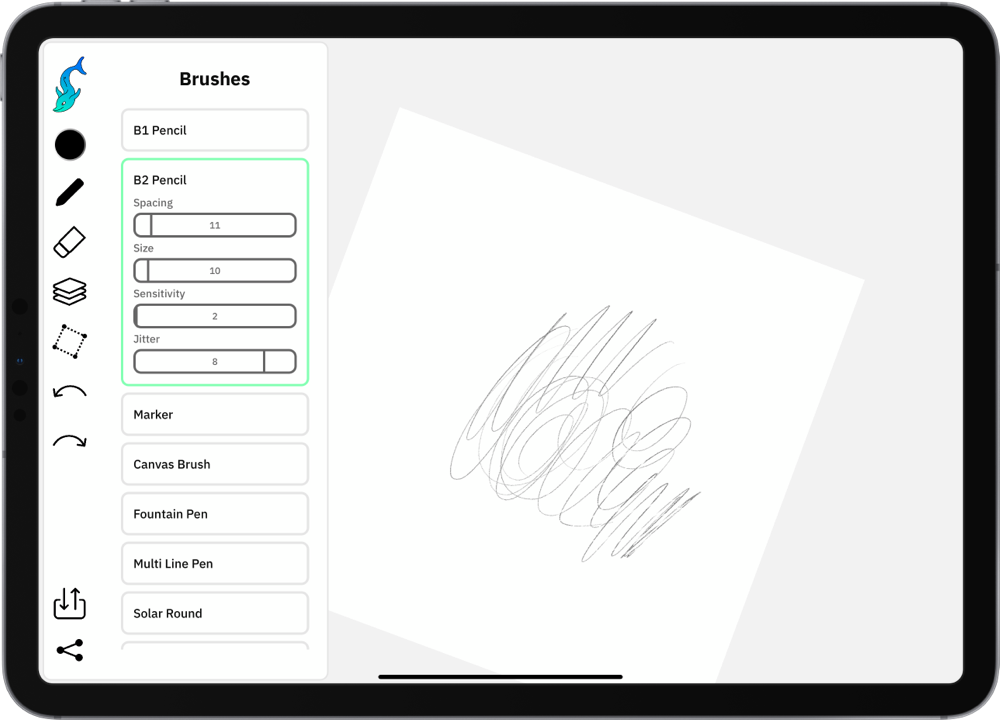 Brushes
B1 Pencil
B2 Pencil
Spacing
11
Size
10
Sensitivity
2
Jitter
8
Marker
Canvas Brush
Fountain Pen
Multi Line Pen
Solar Round